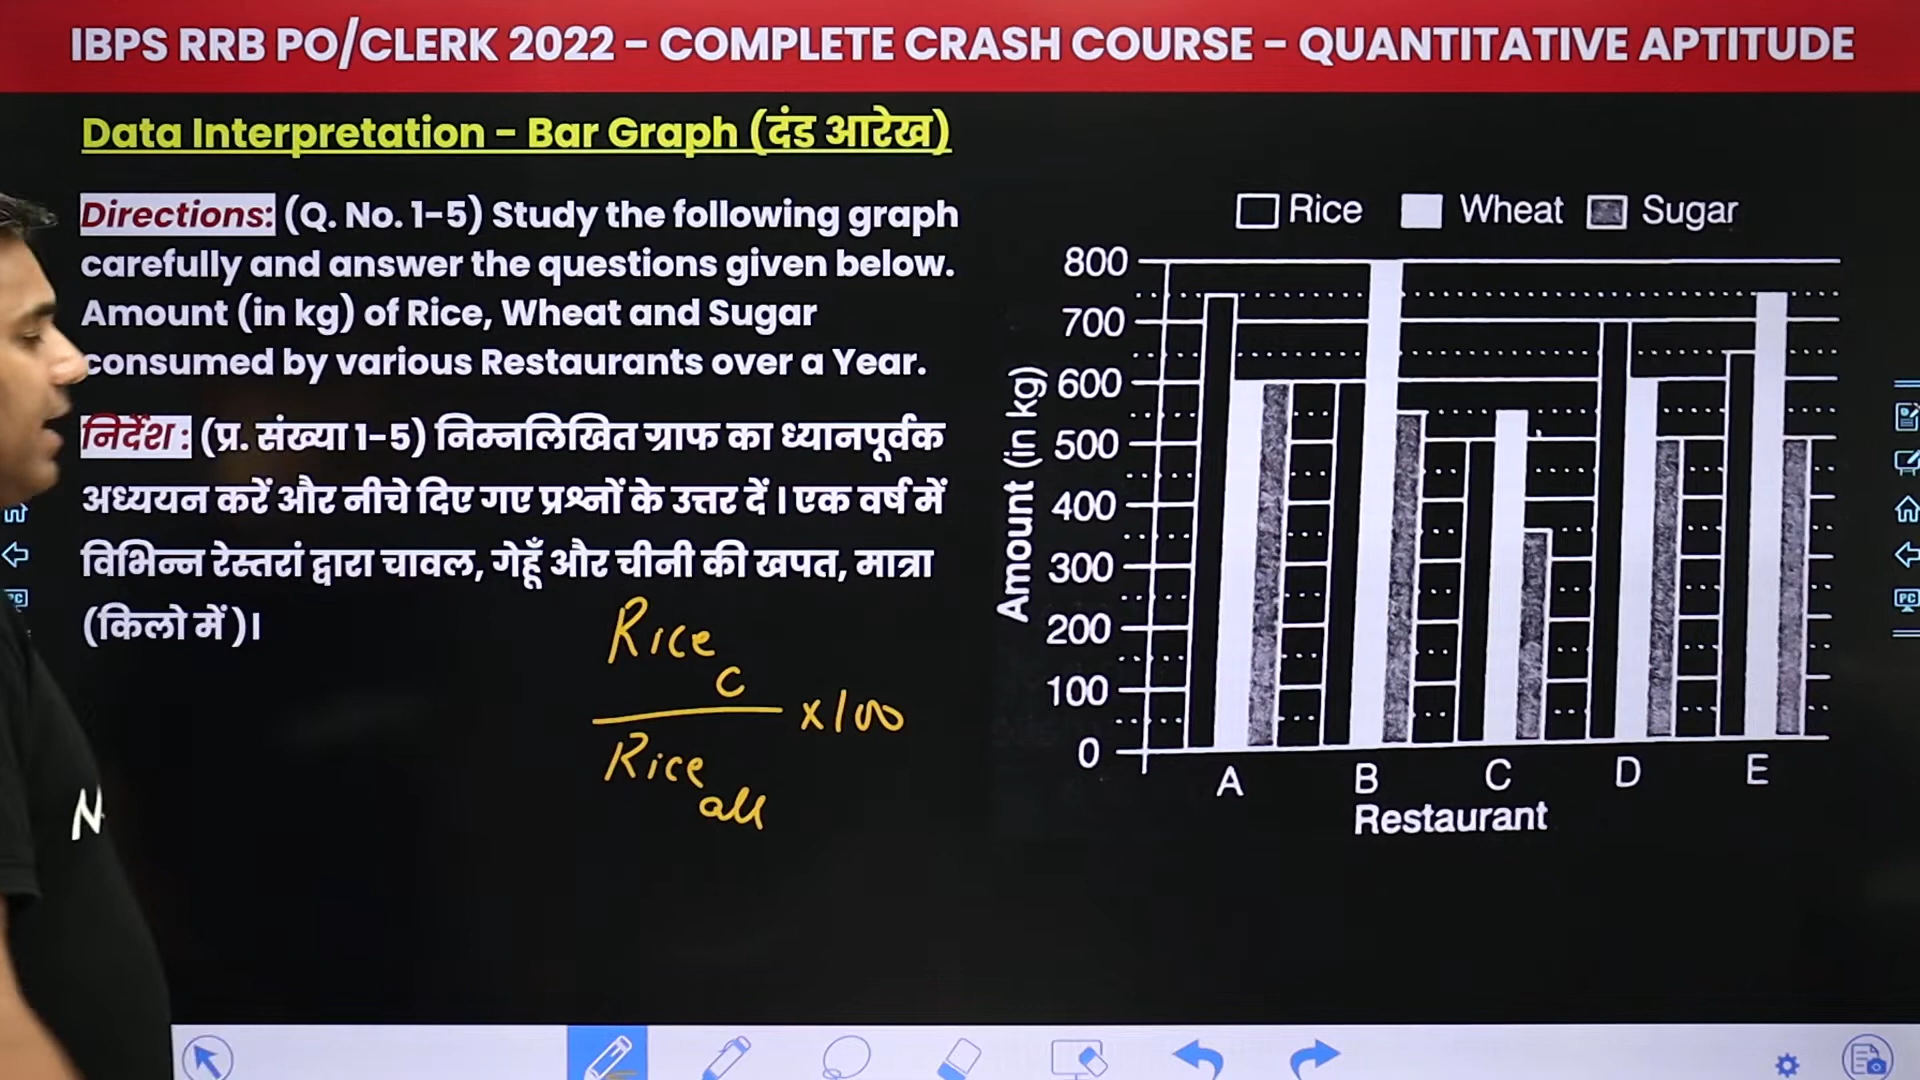 IBPS RRB PO/CLERK 2022 - COMPLETE CRASH COURSE - QUANTITATIVE APTITUDE
Data Interpretation - Bar Graph (दंड आरेख)
Directions: (Q. No. 1-5) Study the following graph
carefully and answer the questions given below.
Amount (in kg) of Rice, Wheat and Sugar
consumed by various Restaurants over a Year.
निर्देश : (प्र. संख्या 1-5) निम्नलिखित ग्राफ का ध्यानपूर्वक
अध्ययन करें और नीचे दिए गए प्रश्नों के उत्तर दें । एक वर्ष में
विभिन्न रेस्तरां द्वारा चावल, गेहूँ और चीनी की खपत, मात्रा
(किलो में )।
Rice
c
x100
Rice
all
Rice Wheat Sugar
800
700
600
500
400
300
200
100
0
Amount (in kg)
A B C D E
Restaurant
N
PC
PC